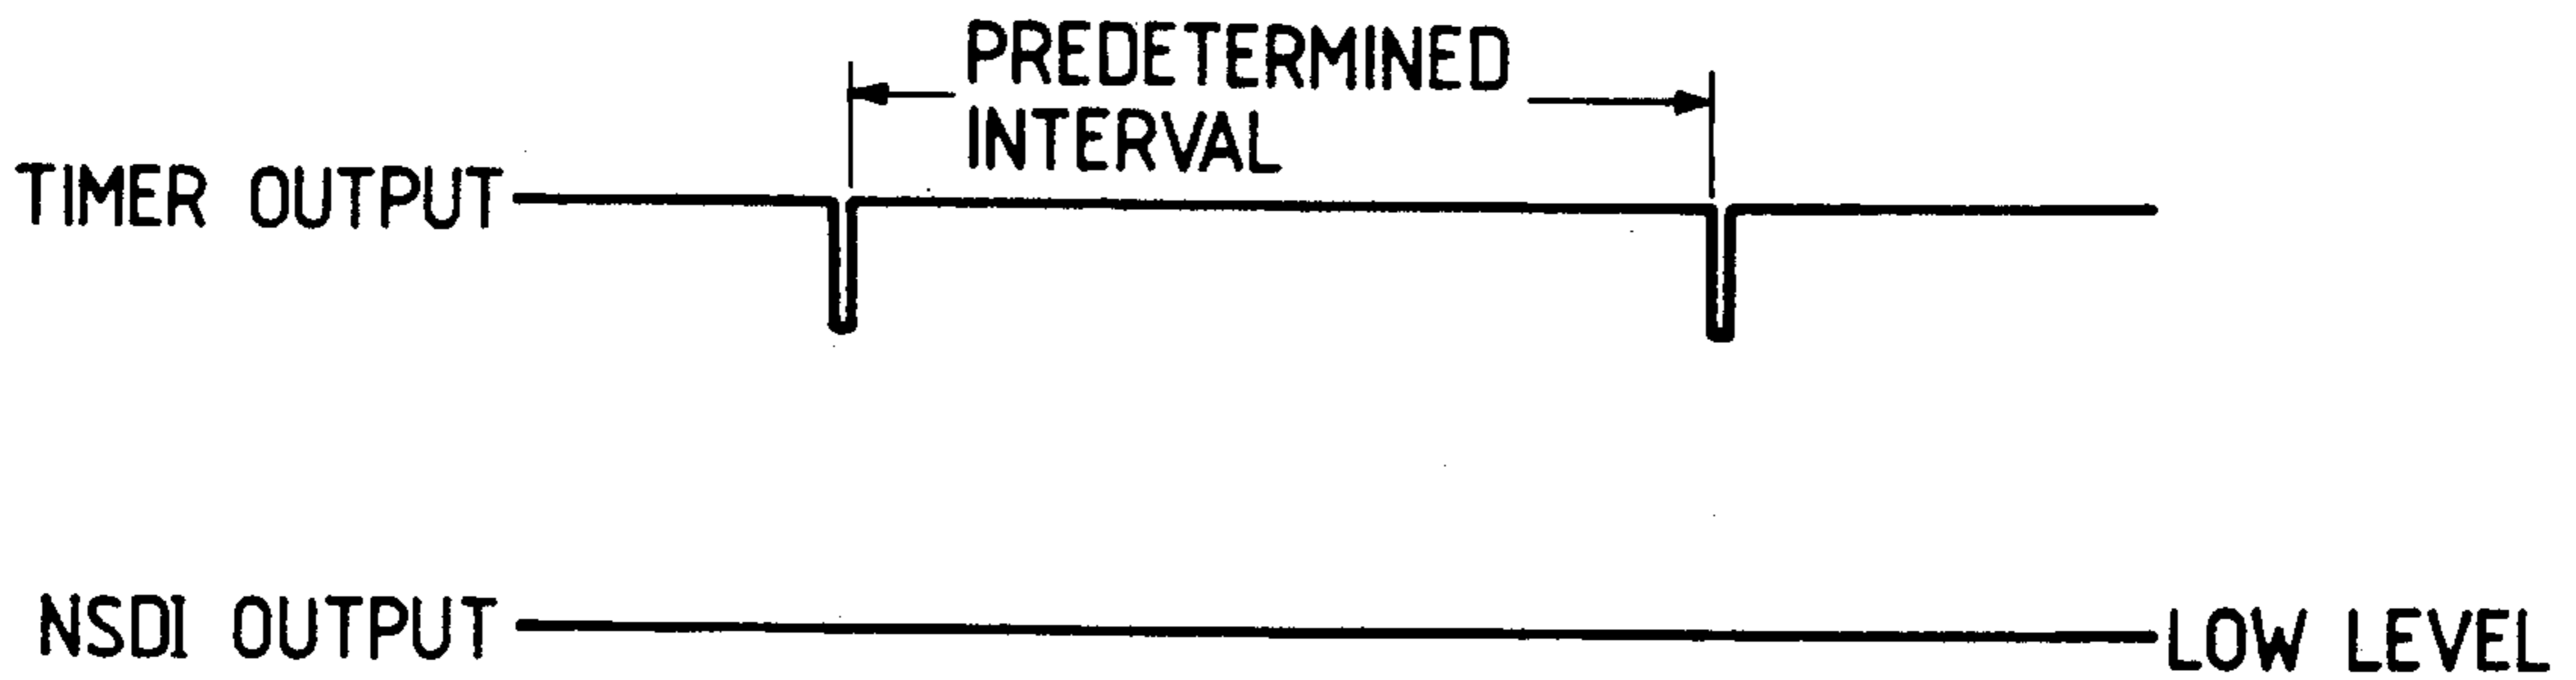 PREDETERMINED
INTERVAL
TIMER OUTPUT
NSDI OUTPUT
LOW LEVEL